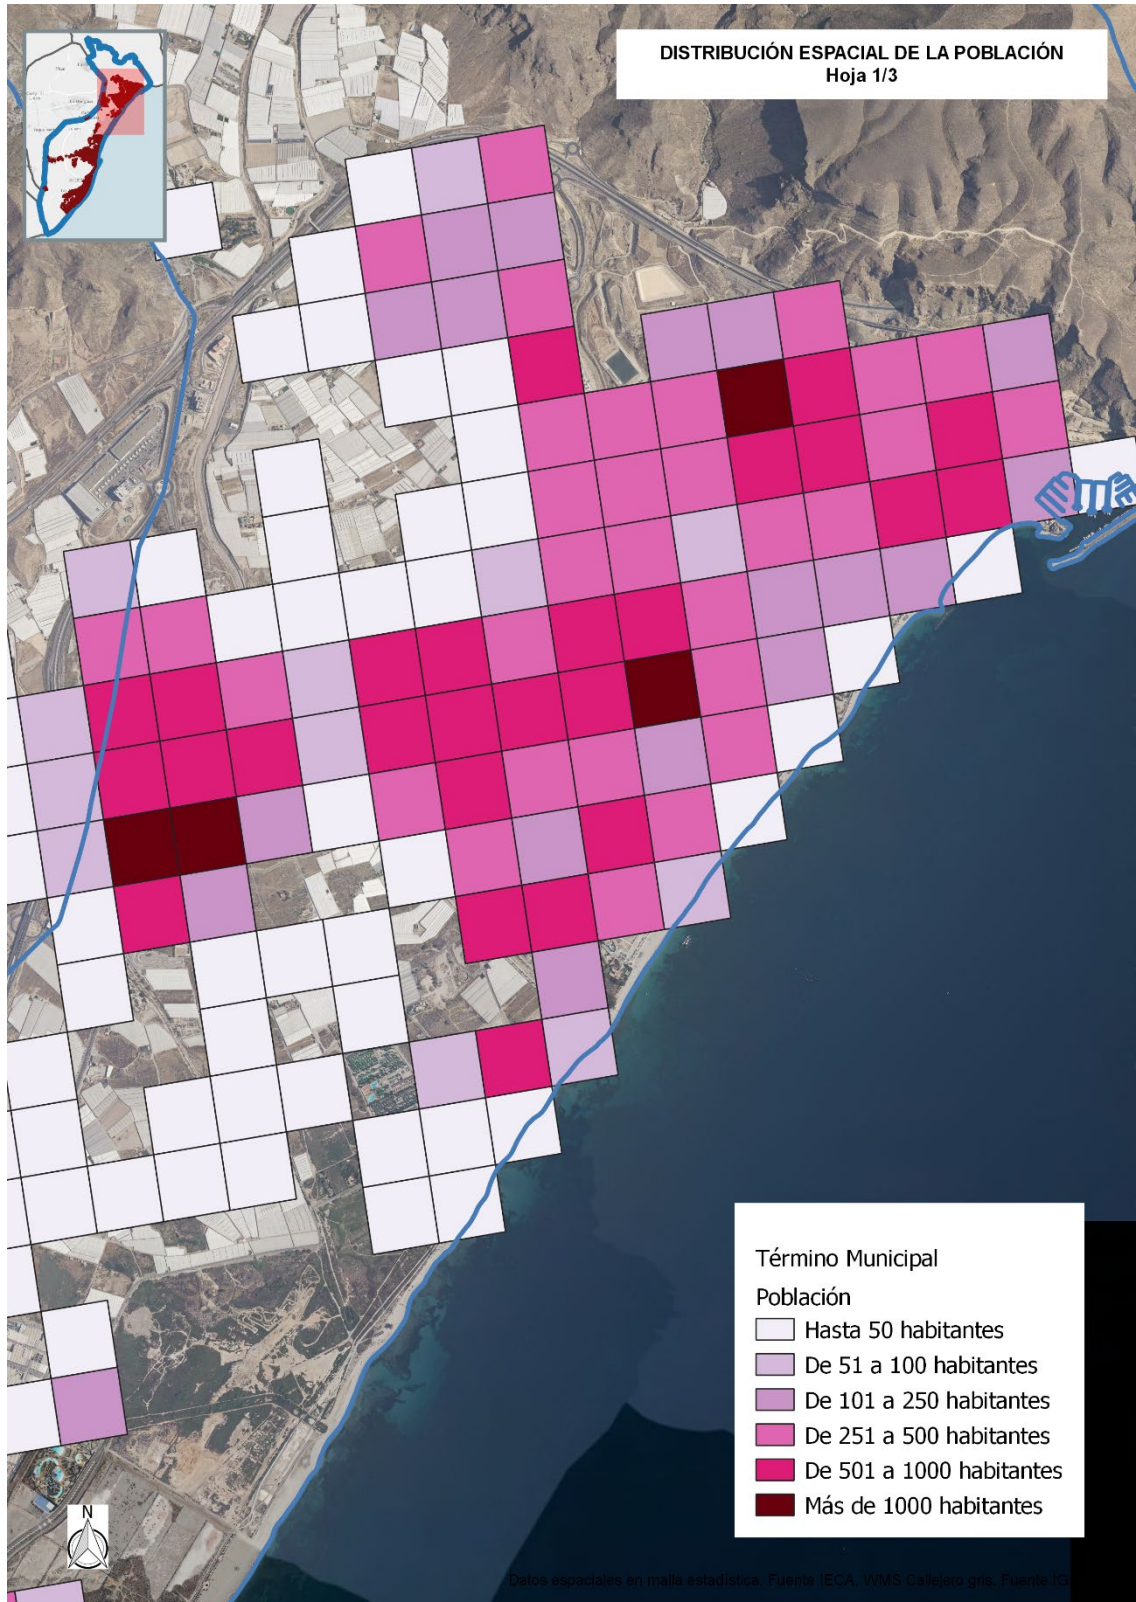 DISTRIBUCIÓN ESPACIAL DE LA POBLACIÓN
Hoja 1/3
Término Municipal
Población
Hasta 50 habitantes
De 51 a 100 habitantes
De 101 a 250 habitantes
De 251 a 500 habitantes
De 501 a 1000 habitantes
Más de 1000 habitantes
N
Datos espaciales en malla estadística. Fuente IECA, WMS Callejero gris. Fuente IG